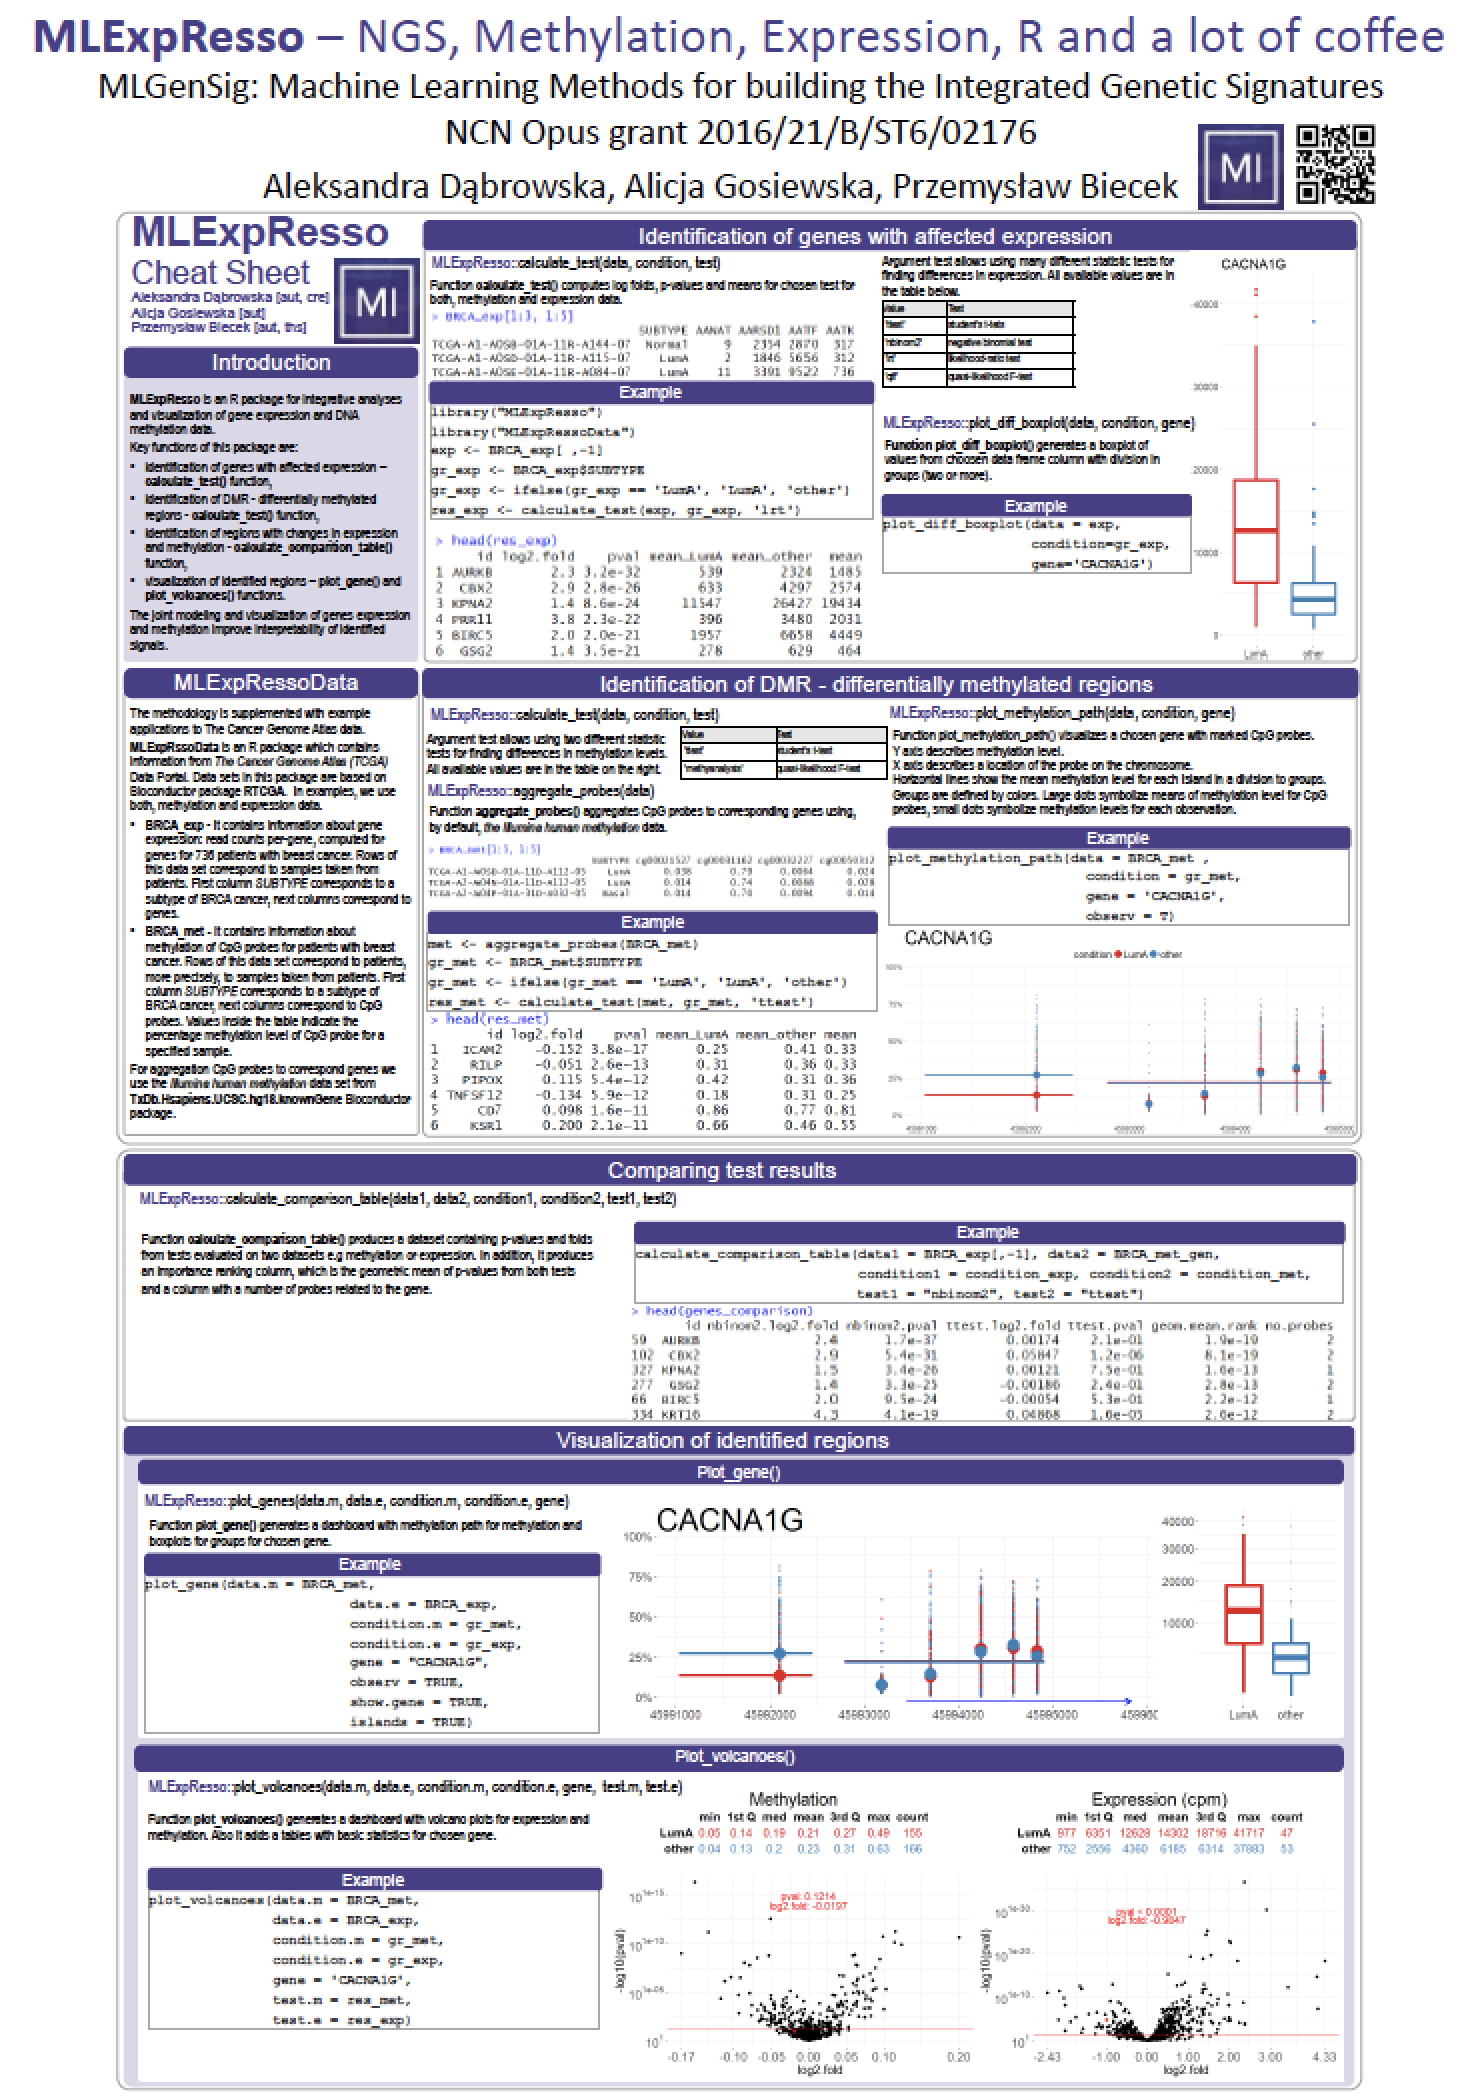 MLExpResso – NGS, Methylation, Expression, R and a lot of coffee
MLGenSig: Machine Learning Methods for building the Integrated Genetic Signatures
NCN Opus grant 2016/21/B/ST6/02176
Aleksandra Dąbrowska, Alicja Gosiewska, Przemysław Biecek
MI
MLExpResso
Cheat Sheet
Aleksandra Dąbrowska [aut, cre]
Alicja Gosiewska [aut]
Przemysław Biecek [aut, ths]
MI
Introduction
MLExpResso is an R package for integrative analyses
and visualization of gene expression and DNA
methylation data.
Key functions of this package are:
• Identification of genes with affected expression –
calculate_test() function,
• Identification of DMR - differentially methylated
regions - calculate_test() function,
• Identification of regions with changes in expression
and methylation - calculate_comparition_table()
function,
• visualization of identified regions – plot_gene() and
plot_volcanoes() functions.
The joint modeling and visualization of genes expression
and methylation improve interpretability of identified
signals.
Identification of genes with affected expression
MLExpResso::calculate_test(data, condition, test)
Function calculate_test() computes log folds, p-values and means for chosen test for
both, methylation and expression data.
> BRCA_exp[1:3, 1:5]
SUBTYPE AANAT AARSD1 AATF AATK
TCGA-A1-A0SB-01A-11R-A144-07 Normal 9 2354 2870 317
TCGA-A1-A0SD-01A-11R-A115-07 LumA 2 1846 5656 312
TCGA-A1-A0SE-01A-11R-A084-07 LumA 11 3391 9522 736
Example
library("MLExpResso")
library("MLExpRessoData")
exp <- BRCA_exp[ ,-1]
gr_exp <- BRCA_exp$SUBTYPE
gr_exp <- ifelse(gr_exp == 'LumA', 'LumA', 'other')
res_exp <- calculate_test(exp, gr_exp, 'lrt')
> head(res_exp)
id log2.fold pval mean_LumA mean_other mean
1 AURKB 2.3 3.2e-32 539 2324 1485
2 CBX2 2.9 2.8e-26 633 4297 2574
3 KPNA2 1.4 8.6e-24 11547 26427 19434
4 PRR11 3.8 2.3e-22 396 3480 2031
5 BIRC5 2.0 2.0e-21 1957 6658 4449
6 GSG2 1.4 3.5e-21 278 629 464
Argument test allows using many different statistic tests for
finding differences in expression. All available values are in
the table below.
Value Test
'ttest' student's t-tets
'nbinom2' negative binomial test
'lrt' likelihood-ratio test
'qlf' quasi-likelihood F-test
MLExpResso::plot_diff_boxplot(data, condition, gene)
Function plot_diff_boxplot() generates a boxplot of
values from choosen data frame column with division in
groups (two or more).
Example
plot_diff_boxplot(data = exp,
condition=gr_exp,
gene='CACNA1G')
CACNA1G
40000
30000
20000
10000
0
LumA other
MLExpRessoData
The methodology is supplemented with example
applications to The Cancer Genome Atlas data.
MLExpRssoData is an R package which contains
information from The Cancer Genome Atlas (TCGA)
Data Portal. Data sets in this package are based on
Bioconductor package RTCGA. In examples, we use
both, methylation and expression data.
• BRCA_exp - It contains information about gene
expression: read counts per-gene, computed for
genes for 736 patients with breast cancer. Rows of
this data set correspond to samples taken from
patients. First column SUBTYPE corresponds to a
subtype of BRCA cancer, next columns correspond to
genes.
• BRCA_met - It contains information about
methylation of CpG probes for patients with breast
cancer. Rows of this data set correspond to patients,
more precisely, to samples taken from patients. First
column SUBTYPE corresponds to a subtype of
BRCA cancer, next columns correspond to CpG
probes. Values inside the table indicate the
percentage methylation level of CpG probe for a
specified sample.
For aggregation CpG probes to correspond genes we
use the Illumina human methylation data set from
TxDb.Hsapiens.UCSC.hg18.knownGene Bioconductor
package.
Identification of DMR - differentially methylated regions
MLExpResso::calculate_test(data, condition, test)
Argument test allows using two different statistic
tests for finding differences in methylation levels.
All available values are in the table on the right.
Value Test
'ttest' student's t-test
'methyanalysis' quasi-likelihood F-test
MLExpResso::aggregate_probes(data)
Function aggregate_probes() aggregates CpG probes to corresponding genes using,
by default, the Illumina human methylation data.
> BRCA_met[1:3, 1:5]
Example
met <- aggregate_probes(BRCA_met)
gr_met <- BRCA_met$SUBTYPE
gr_met <- ifelse(gr_met == 'LumA', 'LumA', 'other')
res_met <- calculate_test(met, gr_met, 'ttest')
> head(res_met)
id log2.fold pval mean_LumA mean_other mean
1 ICAM2 -0.152 3.8e-17 0.25 0.41 0.33
2 RILP -0.051 2.6e-13 0.31 0.36 0.33
3 PIPOX 0.115 5.4e-12 0.42 0.31 0.36
4 TNFSF12 -0.134 5.9e-12 0.18 0.31 0.25
5 CD7 0.098 1.6e-11 0.86 0.77 0.81
6 KSR1 0.200 2.1e-11 0.66 0.46 0.55
MLExpResso::plot_methylation_path(data, condition, gene)
Function plot_methylation_path() visualizes a chosen gene with marked CpG probes.
Y axis describes methylation level.
X axis describes a location of the probe on the chromosome.
Horizontal lines show the mean methylation level for each island in a division to groups.
Groups are defined by colors. Large dots symbolize means of methylation level for CpG
probes, small dots symbolize methylation levels for each observation.
Example
plot_methylation_path(data = BRCA_met ,
condition = gr_met,
gene = 'CACNA1G',
observ = T)
CACNA1G
condition LumA other
100%
75%
50%
25%
0%
Comparing test results
MLExpResso::calculate_comparison_table(data1, data2, condition1, condition2, test1, test2)
Function calculate_comparison_table() produces a dataset containing p-values and folds
from tests evaluated on two datasets e.g methylation or expression. In addition, it produces
an importance ranking column, which is the geometric mean of p-values from both tests
and a column with a number of probes related to the gene.
Example
calculate_comparison_table(data1 = BRCA_exp[,-1], data2 = BRCA_met_gen,
condition1 = condition_exp, condition2 = condition_met,
test1 = "nbinom2", test2 = "ttest")
> head(genes_comparison)
id nbinom2.log2.fold nbinom2.pval ttest.log2.fold ttest.pval geom.mean.rank no.probes
59 AURKB 2.4 1.7e-37 0.00174 2.1e-01 1.9e-19 2
102 CBX2 2.9 5.4e-31 0.05847 1.2e-06 8.1e-19 2
327 KPNA2 1.5 3.4e-26 0.00121 7.5e-01 1.6e-13 1
277 GSG2 1.4 3.3e-25 -0.00186 2.4e-01 2.8e-13 2
66 BIRC5 2.0 9.5e-24 -0.00054 5.3e-01 2.2e-12 1
334 KRT16 4.3 4.1e-19 0.04868 1.6e-05 2.6e-12 2
Visualization of identified regions
Plot_gene()
MLExpResso::plot_genes(data.m, data.e, condition.m, condition.e, gene)
Function plot_gene() generates a dashboard with methylation path for methylation and
boxplots for groups for chosen gene.
Example
plot_gene(data.m = BRCA_met,
data.e = BRCA_exp,
condition.m = gr_met,
condition.e = gr_exp,
gene = "CACNA1G",
observ = TRUE,
show.gene = TRUE,
islands = TRUE)
CACNA1G
100%
75%
50%
25%
0%
45991000 45992000 45993000 45994000 45995000
40000
30000
20000
10000
LumA other
Plot_volcanoes()
MLExpResso::plot_volcanoes(data.m, data.e, condition.m, condition.e, gene, test.m, test.e)
Function plot_volcanoes() generates a dashboard with volcano plots for expression and
methylation. Also it adds a tables with basic statistics for chosen gene.
Example
plot_volcanoes(data.m = BRCA_met,
data.e = BRCA_exp,
condition.m = gr_met,
condition.e = gr_exp,
gene = 'CACNA1G',
test.m = res_met,
test.e = res_exp)
Methylation
min 1st Q med mean 3rd Q max count
LumA 0.05 0.14 0.19 0.21 0.27 0.49 155
other 0.04 0.13 0.2 0.23 0.31 0.63 166
pval: 0.1214
log2.fold: -0.0197
-log10(pval)
-0.17 -0.10 -0.05 0.00 0.05 0.10 0.20
log2.fold
Expression (cpm)
min 1st Q med mean 3rd Q max count
LumA 977 6351 12628 14302 18716 41717 47
other 752 2556 4360 6185 6314 37883 53
pval < 0.0001
-log10(pval)
-2.43 -1.00 0.00 1.00 2.00 3.00 4.33
log2.fold